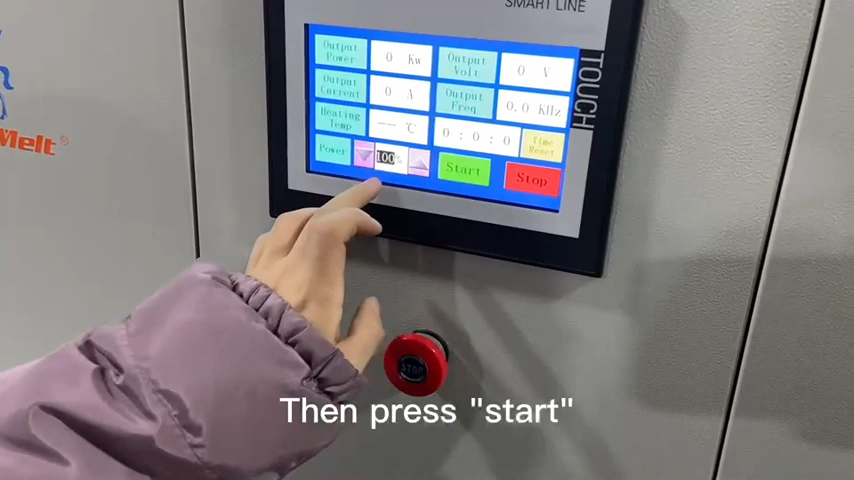 SMART LINE
Output Power
0 Kw
Output Volt
0 V
Output Current
0 A
Output Freq
0.0 KHz
Heating Temp
--- ℃
0 : 0 : 0
Time Reset
Power
100%
Start
Stop
TOUCH
Melt®
STOP
Then press "start"